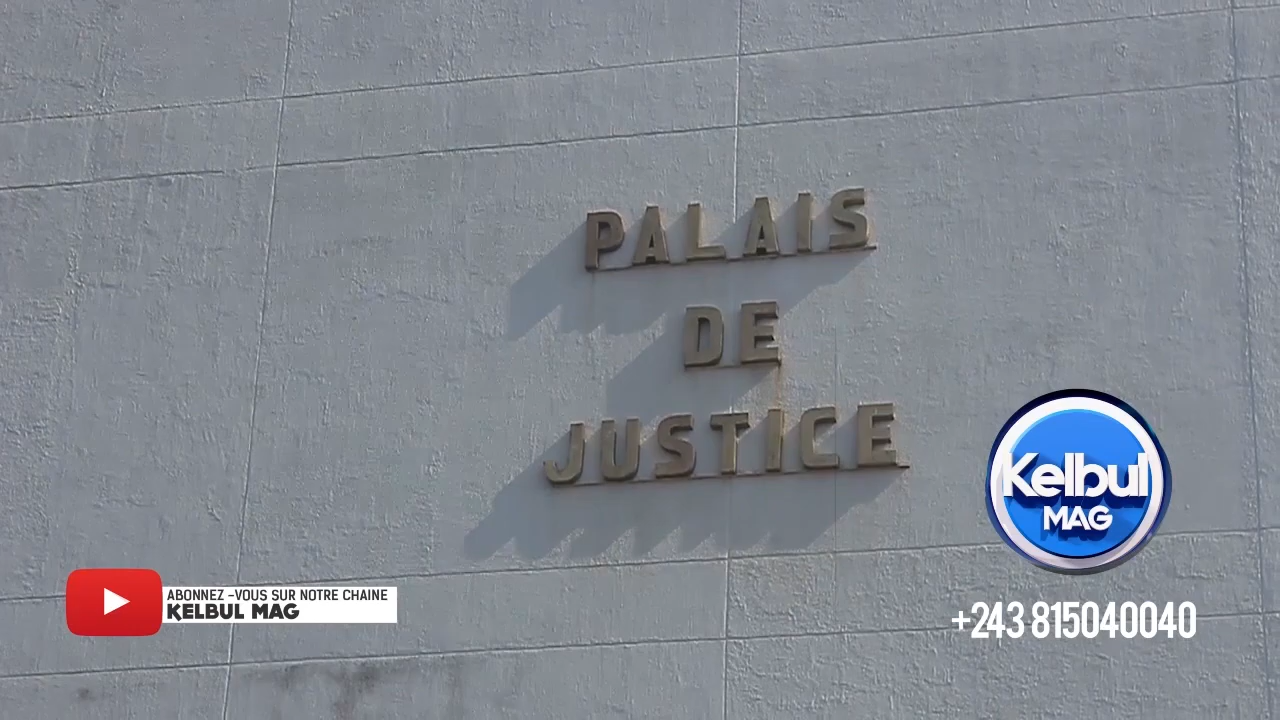 PALAIS
DE
JUSTICE
Kelbul
MAG
ABONNEZ -VOUS SUR NOTRE CHAINE
KELBUL MAG
+243 815040040